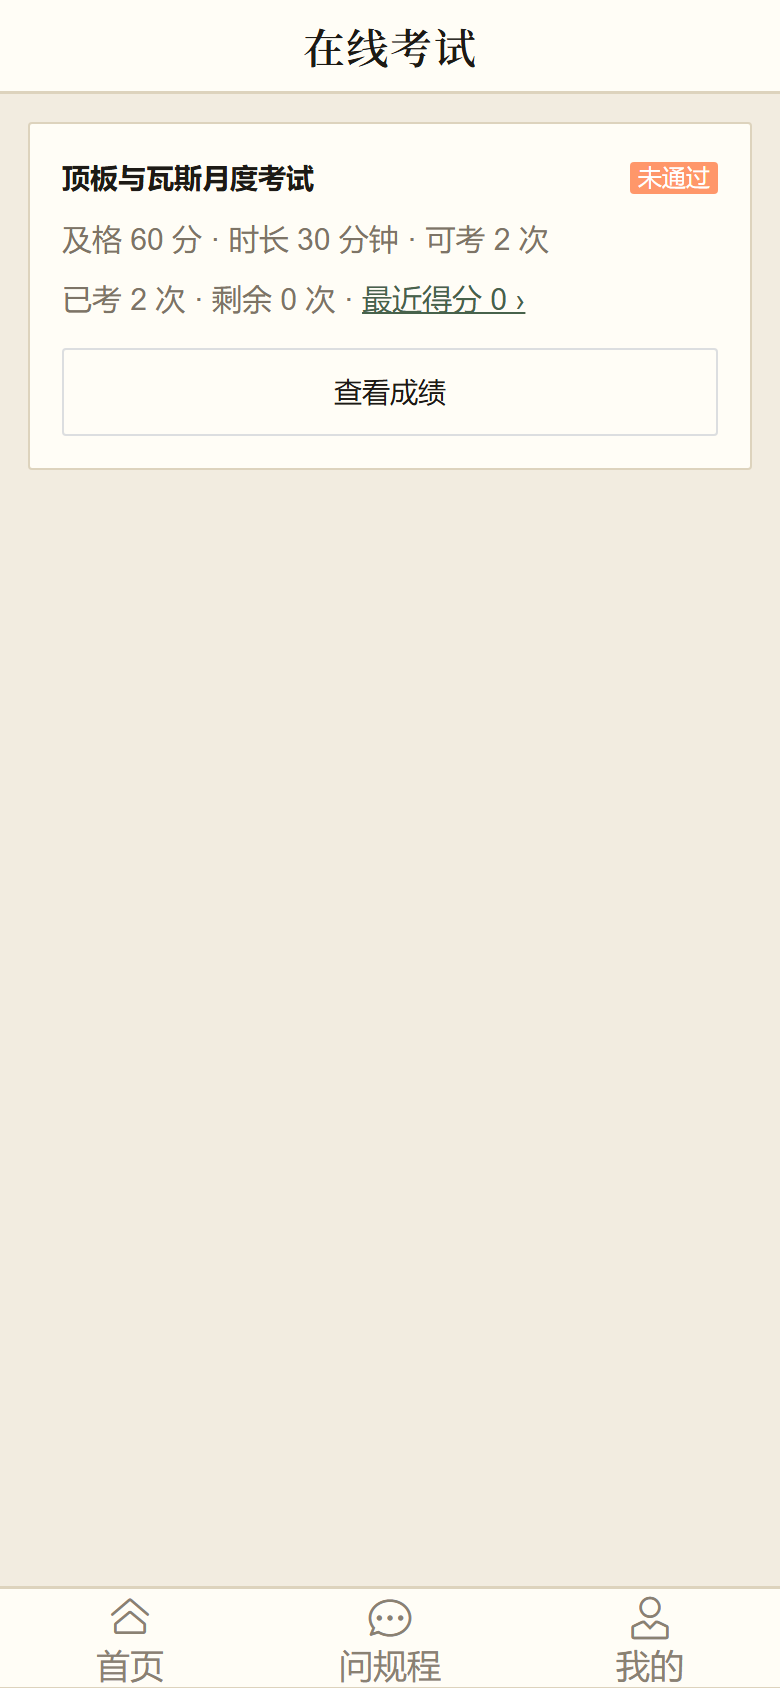 在线考试
顶板与瓦斯月度考试
未通过
及格 60 分 · 时长 30 分钟 · 可考 2 次
已考 2 次 · 剩余 0 次 · 最近得分 0 ›
查看成绩
首页
问规程
我的